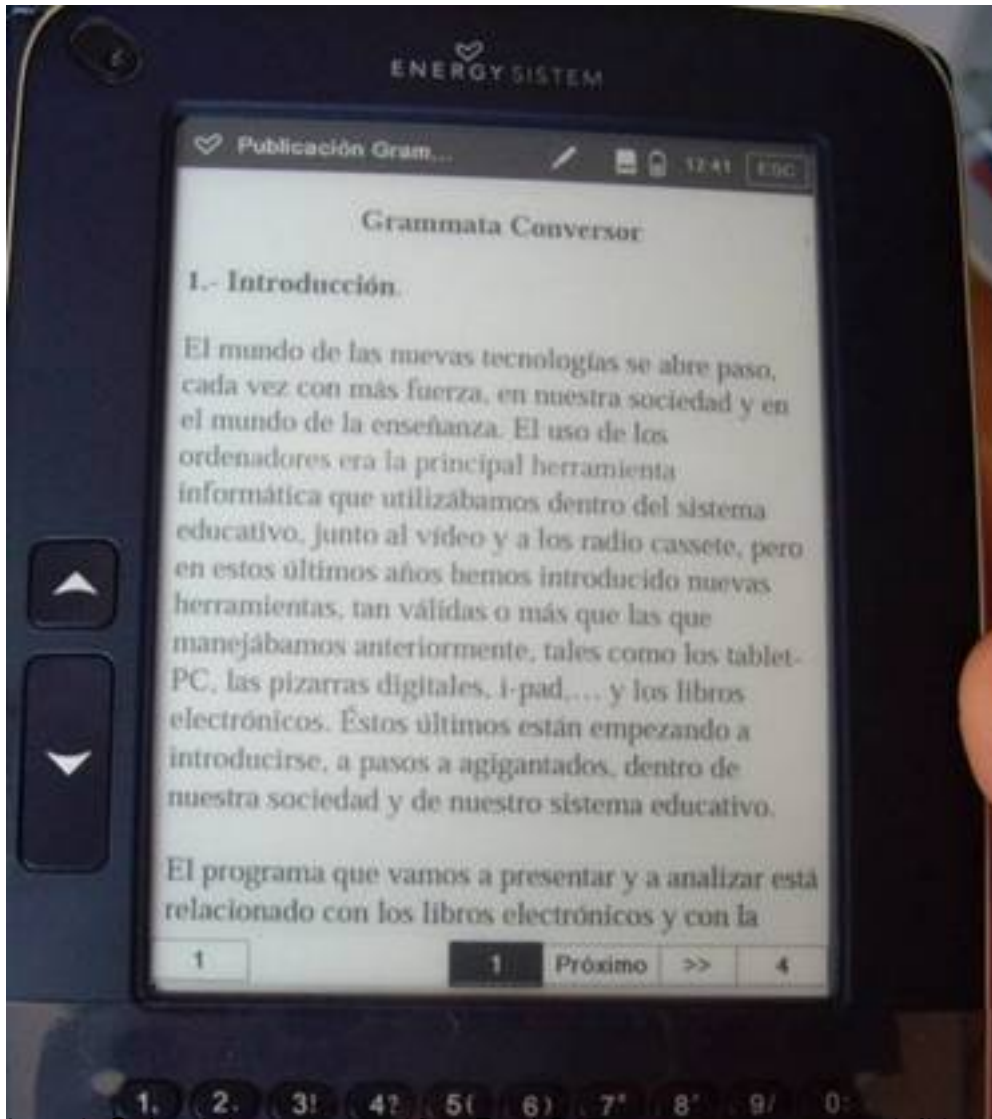 ENERGY SISTEM
Publicación Gram... 12:41 ESC
Grammata Conversor
1.- Introducción.
El mundo de las nuevas tecnologías se abre paso,
cada vez con más fuerza, en nuestra sociedad y en
el mundo de la enseñanza. El uso de los
ordenadores era la principal herramienta
informática que utilizábamos dentro del sistema
educativo, junto al vídeo y a los radio cassete, pero
en estos últimos años hemos introducido nuevas
herramientas, tan válidas o más que las que
manejábamos anteriormente, tales como los tablet-
PC, las pizarras digitales, i-pad,... y los libros
electrónicos. Éstos últimos están empezando a
introducirse, a pasos a agigantados, dentro de
nuestra sociedad y de nuestro sistema educativo.
El programa que vamos a presentar y a analizar está
relacionado con los libros electrónicos y con la
1 1 Próximo >> 4
1. 2. 3! 4? 5( 6) 7" 8' 9/ 0: